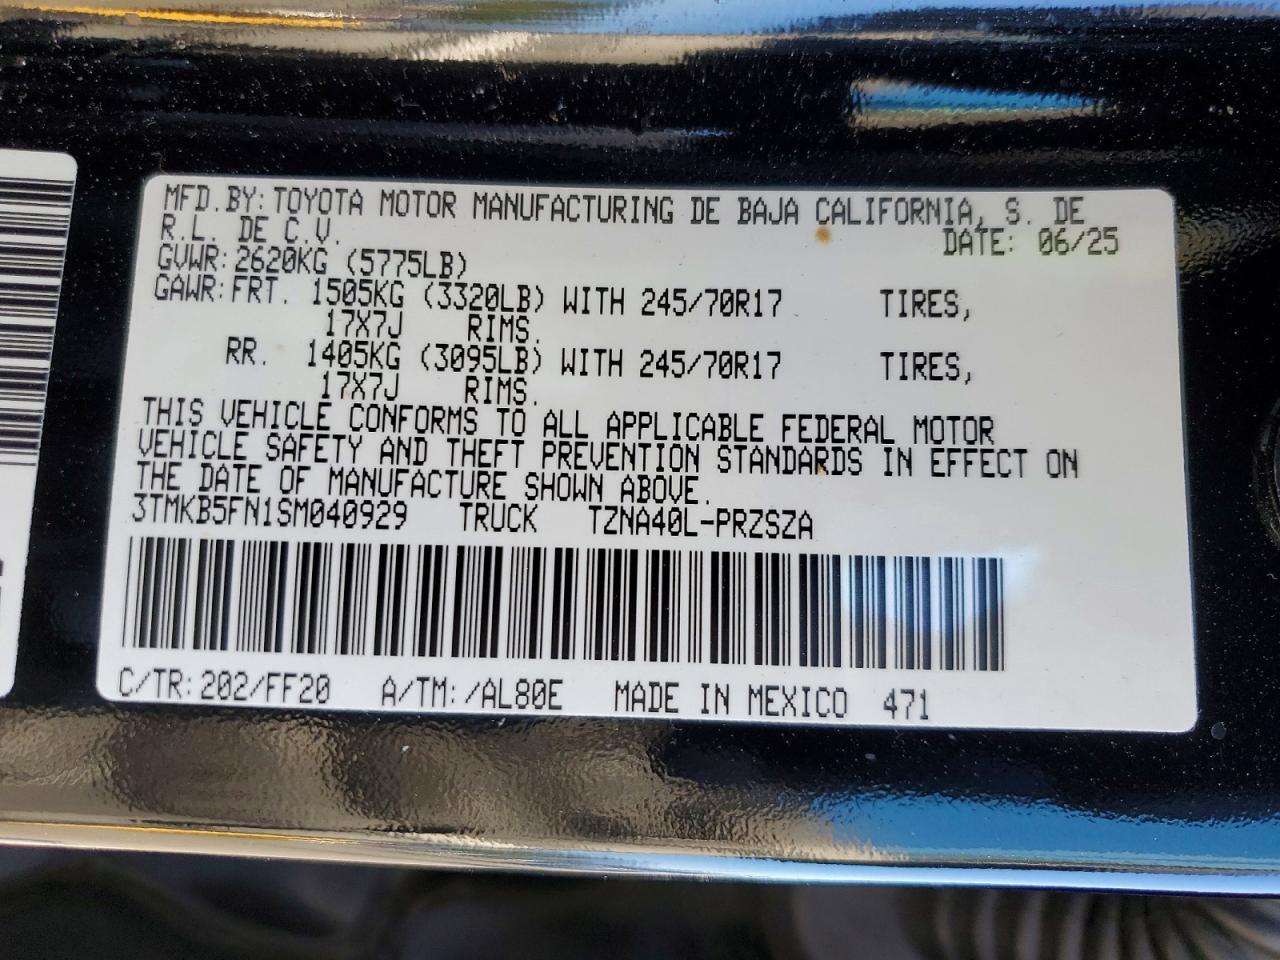 MFD.BY: TOYOTA MOTOR MANUFACTURING DE BAJA CALIFORNIA, S. DE
R.L. DE C.V. DATE: 06/25
GVWR: 2620KG (5775LB)
GAWR: FRT. 1505KG (3320LB) WITH 245/70R17 TIRES,
17X7J RIMS.
RR. 1405KG (3095LB) WITH 245/70R17 TIRES,
17X7J RIMS.
THIS VEHICLE CONFORMS TO ALL APPLICABLE FEDERAL MOTOR
VEHICLE SAFETY AND THEFT PREVENTION STANDARDS IN EFFECT ON
THE DATE OF MANUFACTURE SHOWN ABOVE.
3TMKB5FN1SM040929 TRUCK TZNA40L-PRZSZA
C/TR: 202/FF20 A/TM: /AL80E MADE IN MEXICO 471